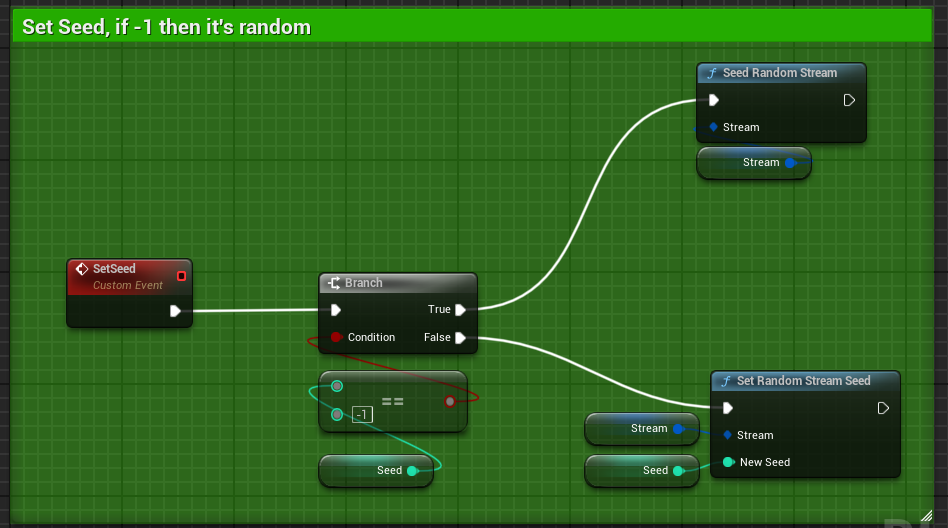 Set Seed, if -1 then it's random
Seed Random Stream
Stream
Stream
SetSeed
Custom Event
Branch
True
Condition
False
==
-1
Seed
Set Random Stream Seed
Stream
Stream
Seed
New Seed